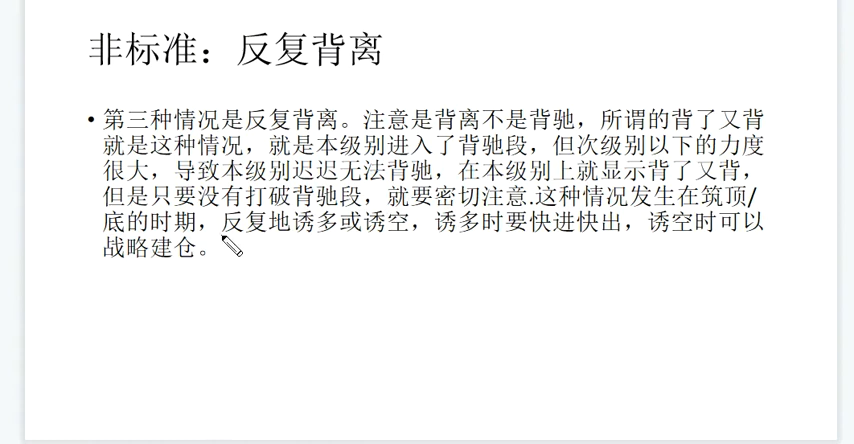 非标准：反复背离
• 第三种情况是反复背离。注意是背离不是背驰，所谓的背了又背
就是这种情况，就是本级别进入了背驰段，但次级别以下的力度
很大，导致本级别迟迟无法背驰，在本级别上就显示背了又背，
但是只要没有打破背驰段，就要密切注意.这种情况发生在筑顶/
底的时期，反复地诱多或诱空，诱多时要快进快出，诱空时可以
战略建仓。